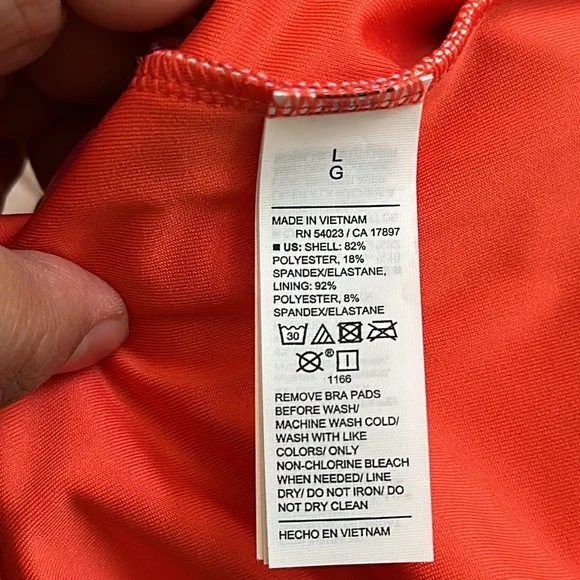 L
G
MADE IN VIETNAM
RN 54023 / CA 17897
US: SHELL: 82%
POLYESTER, 18%
SPANDEX/ELASTANE,
LINING: 92%
POLYESTER, 8%
SPANDEX/ELASTANE
30
® I
1166
REMOVE BRA PADS
BEFORE WASH/
MACHINE WASH COLD/
WASH WITH LIKE
COLORS/ ONLY
NON-CHLORINE BLEACH
WHEN NEEDED/ LINE
DRY/ DO NOT IRON/ DO
NOT DRY CLEAN
HECHO EN VIETNAM